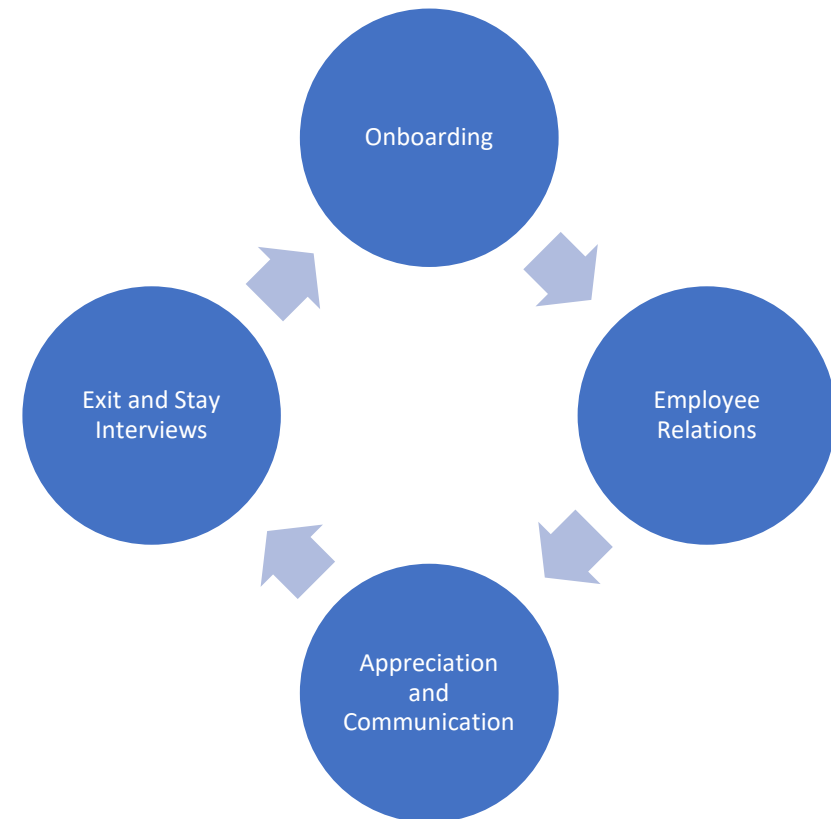 Onboarding
Employee
Relations
Appreciation
and
Communication
Exit and Stay
Interviews